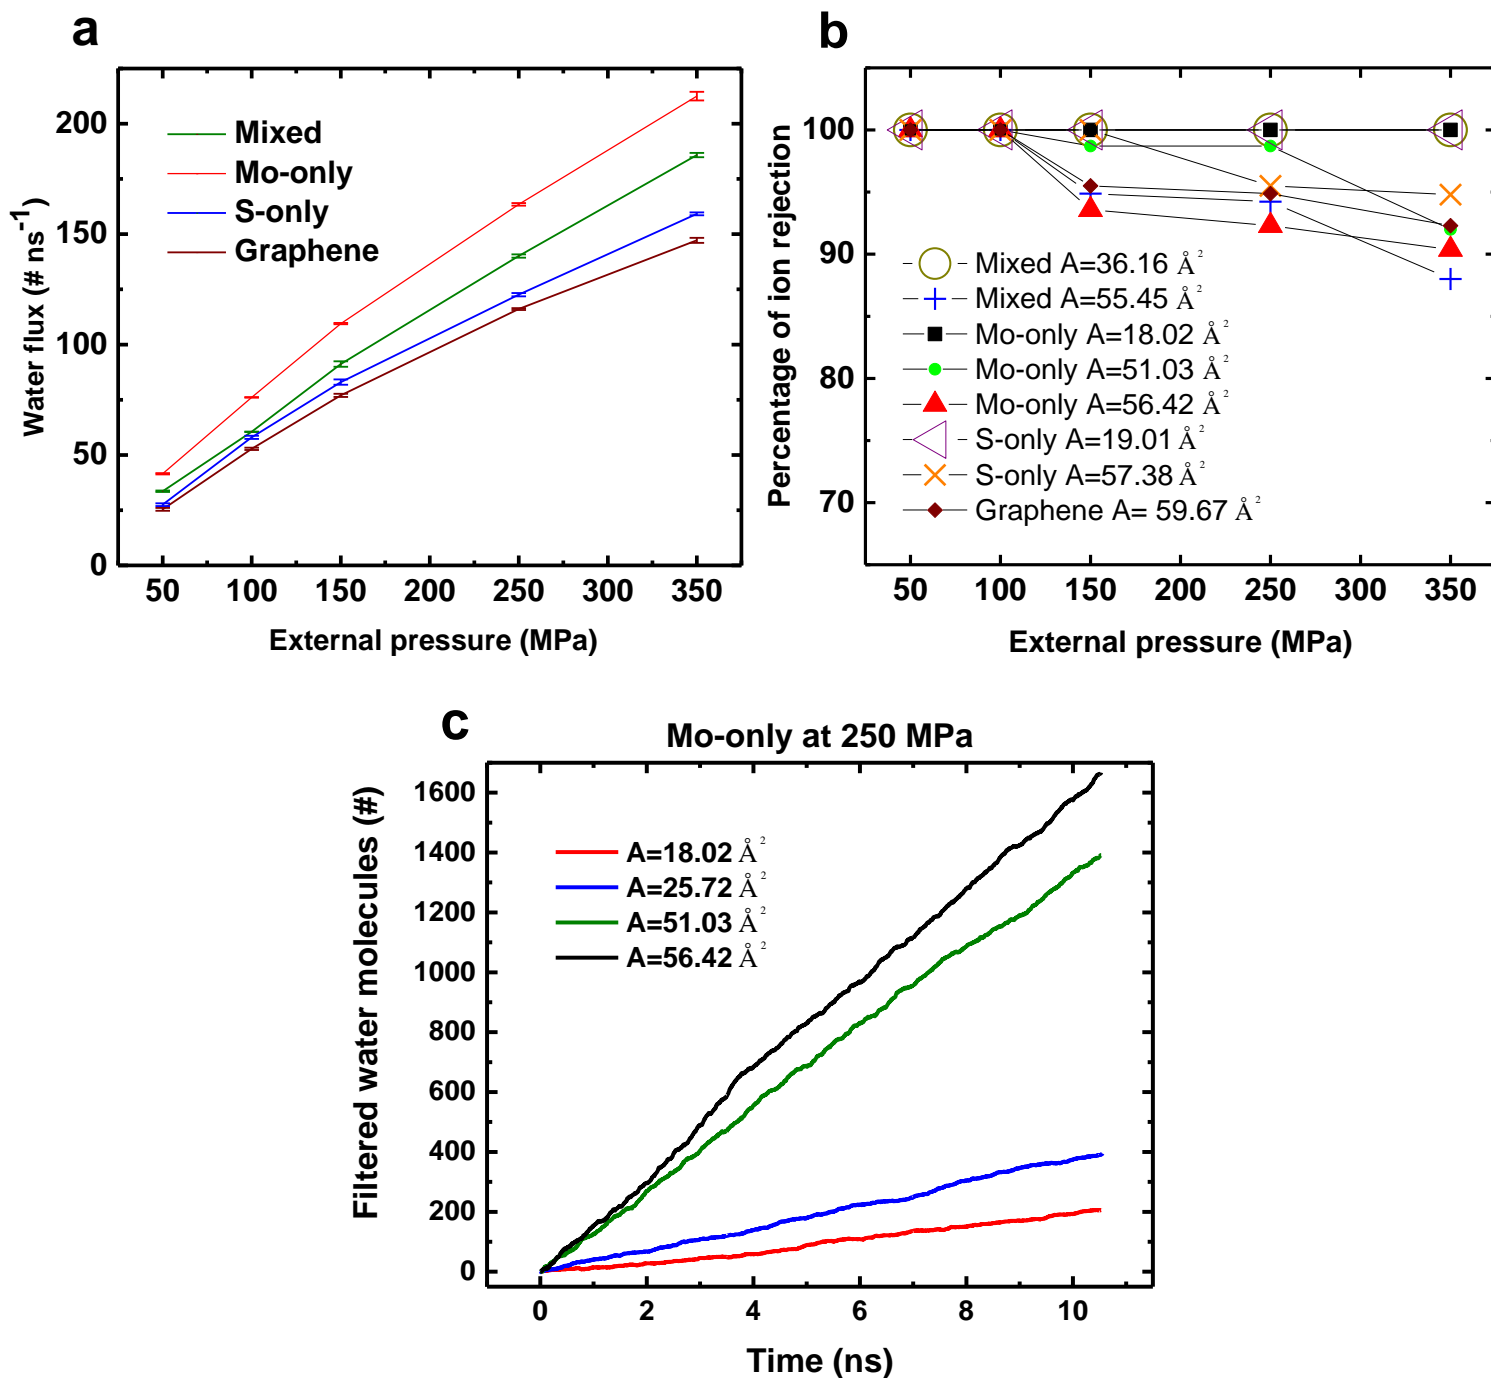 a
Water flux (# ns⁻¹)
200
150
100
50
0
Mixed
Mo-only
S-only
Graphene
50 100 150 200 250 300 350
External pressure (MPa)
b
Percentage of ion rejection
100
90
80
70
Mixed A=36.16 Å²
Mixed A=55.45 Å²
Mo-only A=18.02 Å²
Mo-only A=51.03 Å²
Mo-only A=56.42 Å²
S-only A=19.01 Å²
S-only A=57.38 Å²
Graphene A= 59.67 Å²
50 100 150 200 250 300 350
External pressure (MPa)
c
Mo-only at 250 MPa
Filtered water molecules (#)
1600
1400
1200
1000
800
600
400
200
0
A=18.02 Å²
A=25.72 Å²
A=51.03 Å²
A=56.42 Å²
0 2 4 6 8 10
Time (ns)